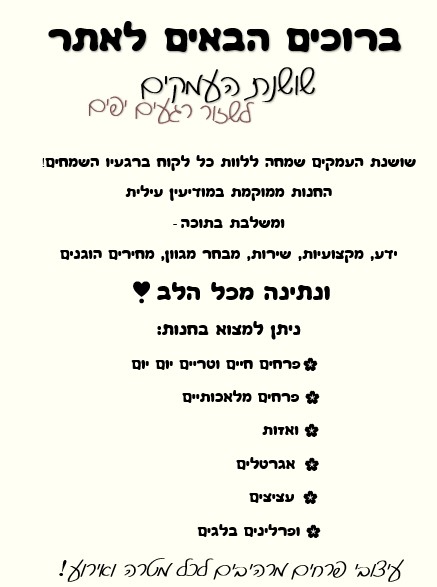 ברוכים הבאים לאתר
שושנת העמקים
לשזור רגעים יפים
שושנת העמקים שמחה ללוות כל לקוח ברגעיו השמחים!
החנות ממוקמת במודיעין עילית
ומשלבת בתוכה -
ידע, מקצועיות, שירות, מבחר מגוון, מחירים הוגנים
ונתינה מכל הלב
ניתן למצוא בחנות:
פרחים חיים וטריים יום יום
פרחים מלאכותיים
ואזות
אגרטלים
עציצים
ופרלינים בלגים
עיצובי פרחים מרהיבים לכל מטרה ואירוע!